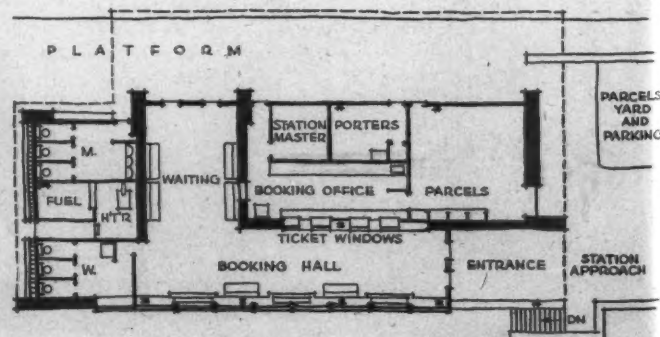 PLATFORM
PARCELS
YARD
AND
PARKING
STATION
MASTER
PORTERS
M.
WAITING
FUEL
HTR
BOOKING OFFICE
PARCELS
TICKET WINDOWS
W.
BOOKING HALL
ENTRANCE
STATION
APPROACH
DN